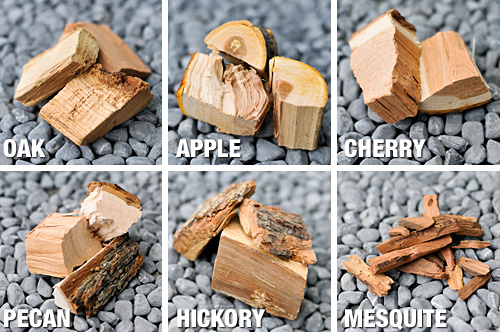 OAK
APPLE
CHERRY
PECAN
HICKORY
MESQUITE